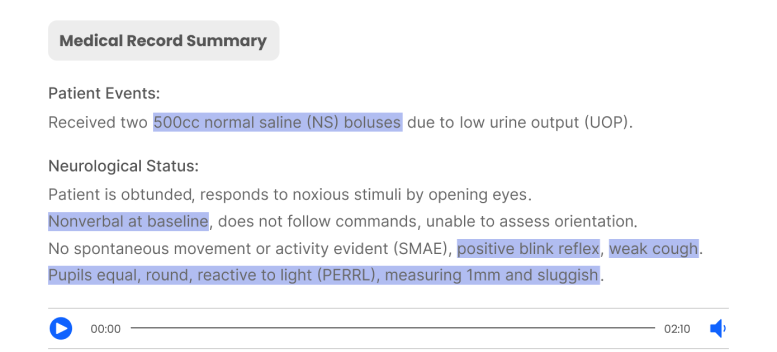 Medical Record Summary
Patient Events:
Received two 500cc normal saline (NS) boluses due to low urine output (UOP).
Neurological Status:
Patient is obtunded, responds to noxious stimuli by opening eyes.
Nonverbal at baseline, does not follow commands, unable to assess orientation.
No spontaneous movement or activity evident (SMAE), positive blink reflex, weak cough.
Pupils equal, round, reactive to light (PERRL), measuring 1mm and sluggish.
00:00 02:10